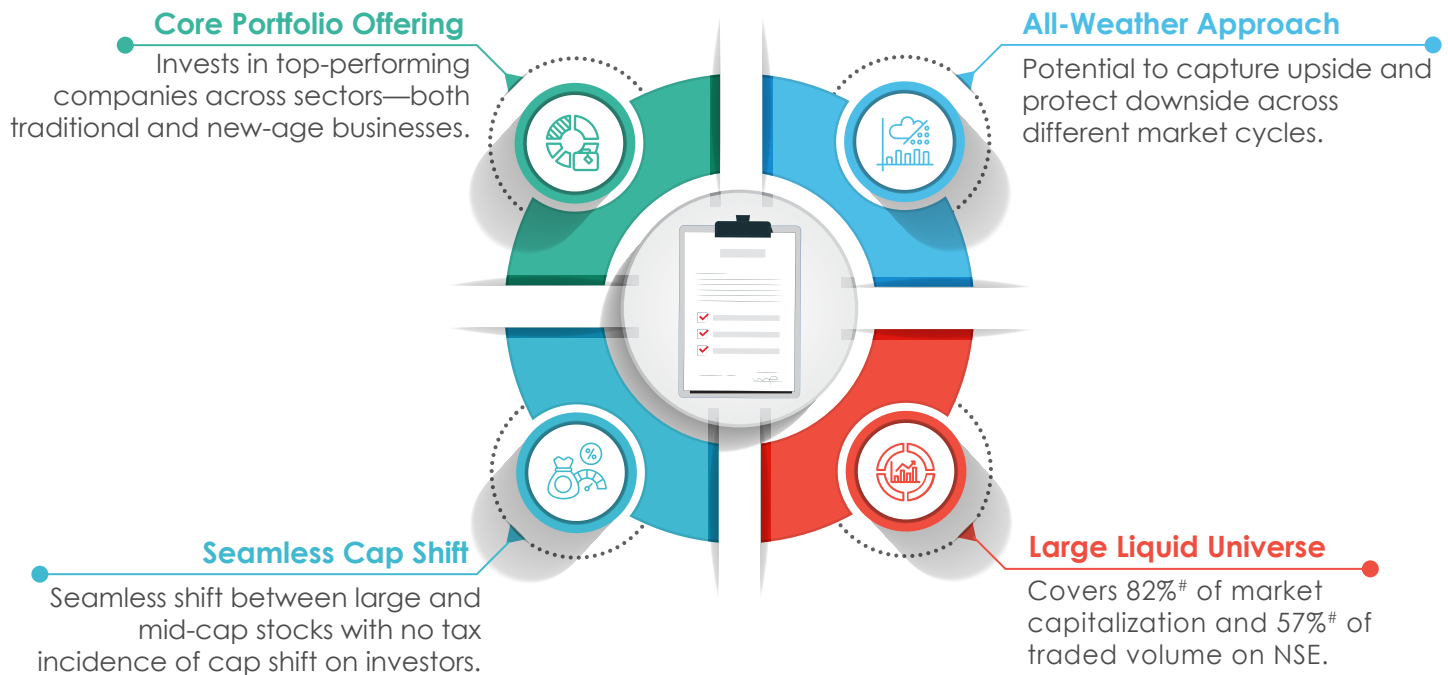 Core Portfolio Offering
Invests in top-performing
companies across sectors—both
traditional and new-age businesses.
All-Weather Approach
Potential to capture upside and
protect downside across
different market cycles.
%
Seamless Cap Shift
Seamless shift between large and
mid-cap stocks with no tax
incidence of cap shift on investors.
Large Liquid Universe
Covers 82%# of market
capitalization and 57%# of
traded volume on NSE.